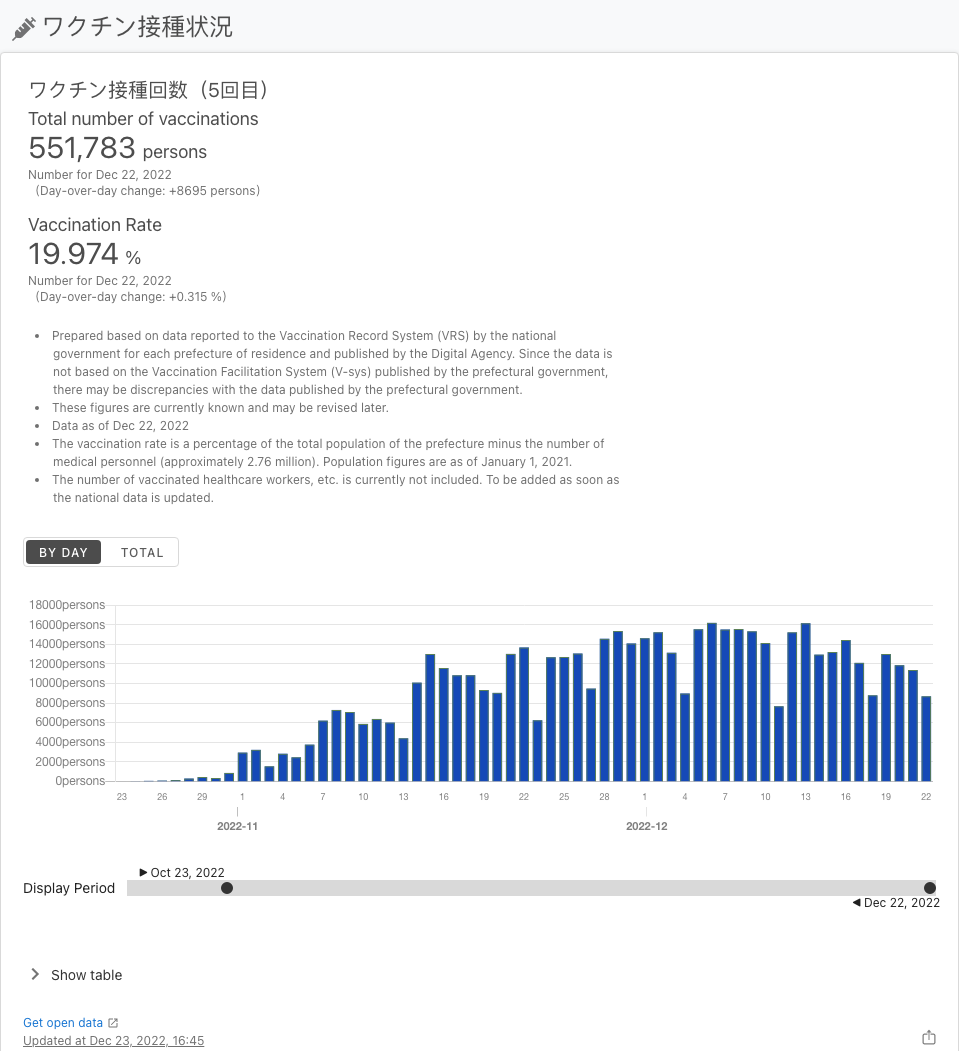 ワクチン接種状況
ワクチン接種回数（5回目）
Total number of vaccinations
551,783 persons
Number for Dec 22, 2022
(Day-over-day change: +8695 persons)
Vaccination Rate
19.974 %
Number for Dec 22, 2022
(Day-over-day change: +0.315 %)
• Prepared based on data reported to the Vaccination Record System (VRS) by the national
government for each prefecture of residence and published by the Digital Agency. Since the data is
not based on the Vaccination Facilitation System (V-sys) published by the prefectural government,
there may be discrepancies with the data published by the prefectural government.
• These figures are currently known and may be revised later.
• Data as of Dec 22, 2022
• The vaccination rate is a percentage of the total population of the prefecture minus the number of
medical personnel (approximately 2.76 million). Population figures are as of January 1, 2021.
• The number of vaccinated healthcare workers, etc. is currently not included. To be added as soon as
the national data is updated.
BY DAY TOTAL
18000persons
16000persons
14000persons
12000persons
10000persons
8000persons
6000persons
4000persons
2000persons
0persons
23 26 29 1 4 7 10 13 16 19 22 25 28 1 4 7 10 13 16 19 22
2022-11 2022-12
Oct 23, 2022
Display Period
Dec 22, 2022
Show table
Get open data
Updated at Dec 23, 2022, 16:45